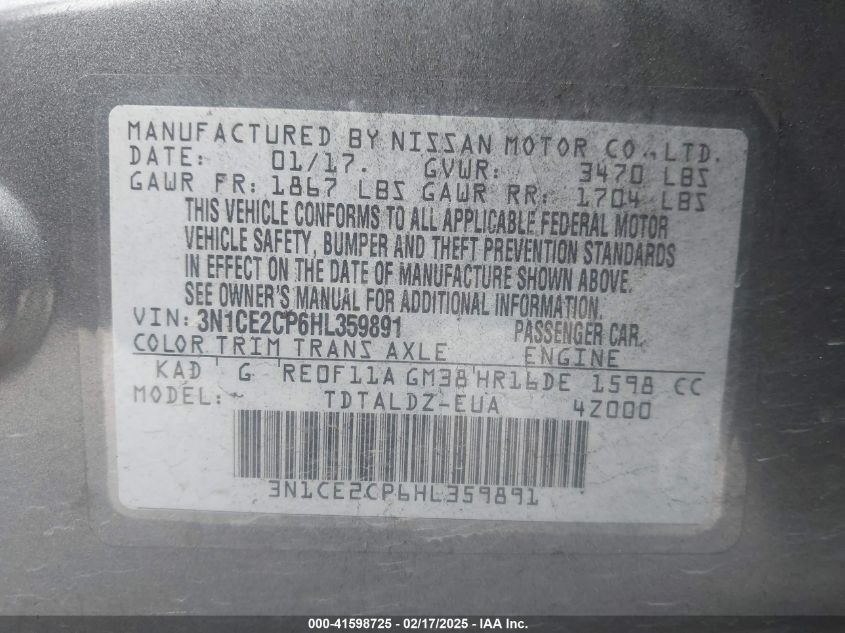 MANUFACTURED BY NISSAN MOTOR CO.,LTD.
DATE: 01/17. GVWR: 3470 LBS
GAWR FR: 1867 LBS GAWR RR: 1704 LBS
THIS VEHICLE CONFORMS TO ALL APPLICABLE FEDERAL MOTOR
VEHICLE SAFETY, BUMPER AND THEFT PREVENTION STANDARDS
IN EFFECT ON THE DATE OF MANUFACTURE SHOWN ABOVE.
SEE OWNER'S MANUAL FOR ADDITIONAL INFORMATION.
VIN: 3N1CE2CP6HL359891 PASSENGER CAR.
COLOR TRIM TRANS AXLE ENGINE
KAD G RE0F11A GM38 HR16DE 1598 CC
MODEL: TDTALDZ-EUA 4Z000
3N1CE2CP6HL359891
000-41598725 - 02/17/2025 - IAA Inc.